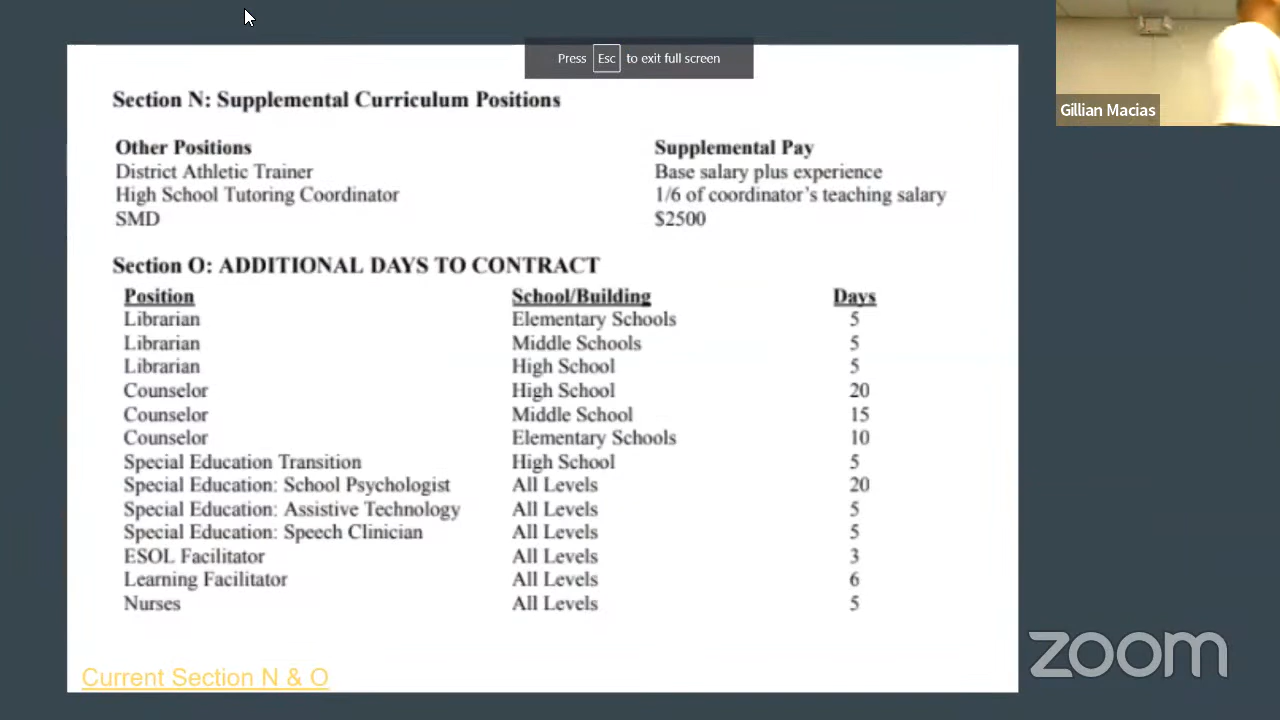 Press Esc to exit full screen
Gillian Macias
Section N: Supplemental Curriculum Positions
Other Positions Supplemental Pay
District Athletic Trainer Base salary plus experience
High School Tutoring Coordinator 1/6 of coordinator's teaching salary
SMD $2500
Section O: ADDITIONAL DAYS TO CONTRACT
Position School/Building Days
Librarian Elementary Schools 5
Librarian Middle Schools 5
Librarian High School 5
Counselor High School 20
Counselor Middle School 15
Counselor Elementary Schools 10
Special Education Transition High School 5
Special Education: School Psychologist All Levels 20
Special Education: Assistive Technology All Levels 5
Special Education: Speech Clinician All Levels 5
ESOL Facilitator All Levels 3
Learning Facilitator All Levels 6
Nurses All Levels 5
Current Section N & O
zoom